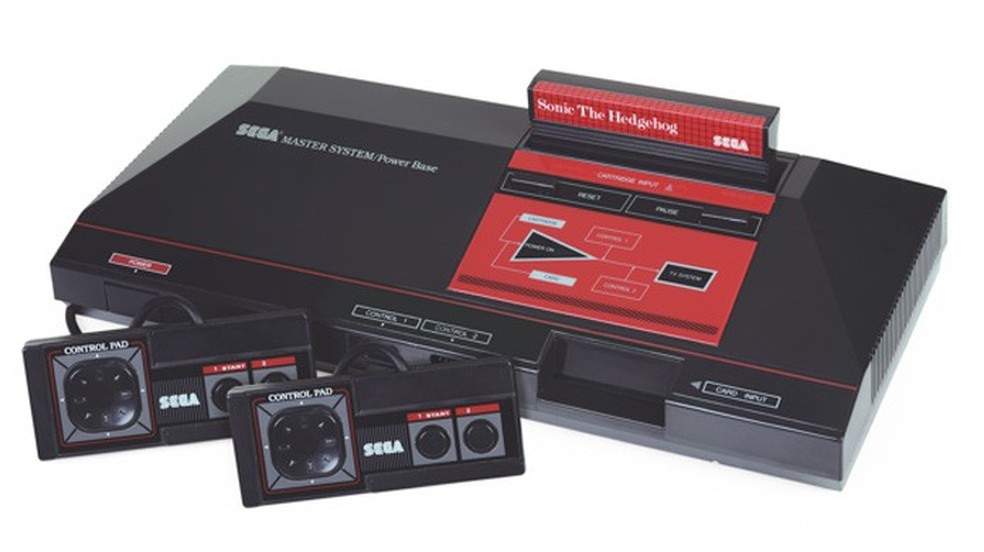 Sonic The Hedgehog
SEGA
SEGA MASTER SYSTEM/Power Base
CARTRIDGE INPUT
RESET
PAUSE
CARTRIDGE
CONTROL 1
POWER ON
TV SYSTEM
CARD
CONTROL 2
POWER
CONTROL 1
CONTROL 2
CARD INPUT
CONTROL PAD
1 START 2
SEGA
CONTROL PAD
1 START 2
SEGA